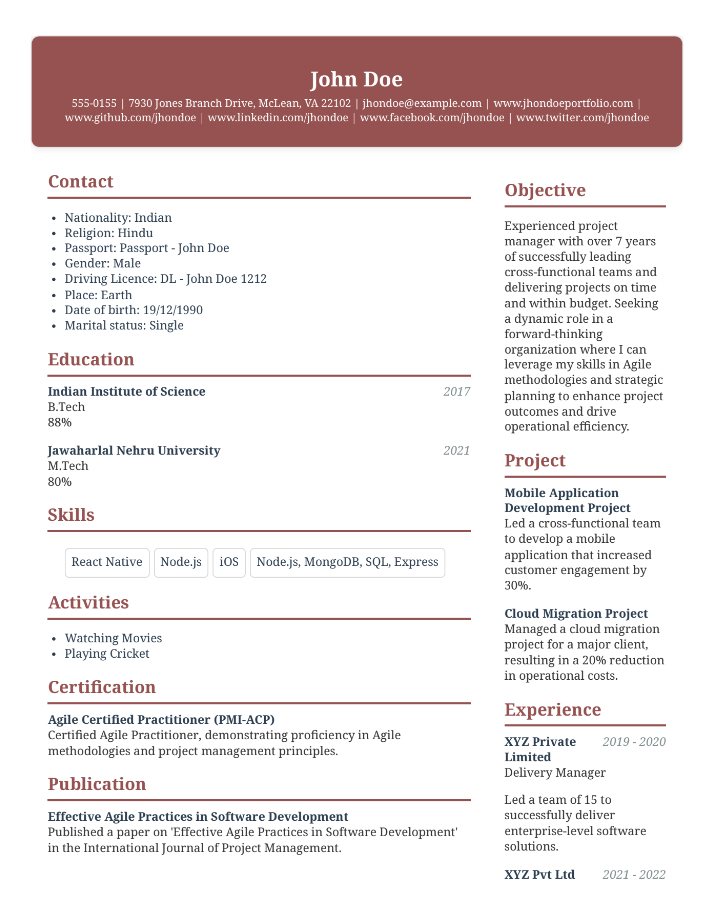 John Doe
555-0155 | 7930 Jones Branch Drive, McLean, VA 22102 | jhondoe@example.com | www.jhondoeportfolio.com |
www.github.com/jhondoe | www.linkedin.com/jhondoe | www.facebook.com/jhondoe | www.twitter.com/jhondoe
Contact
• Nationality: Indian
• Religion: Hindu
• Passport: Passport - John Doe
• Gender: Male
• Driving Licence: DL - John Doe 1212
• Place: Earth
• Date of birth: 19/12/1990
• Marital status: Single
Education
Indian Institute of Science 2017
B.Tech
88%
Jawaharlal Nehru University 2021
M.Tech
80%
Skills
React Native Node.js iOS Node.js, MongoDB, SQL, Express
Activities
• Watching Movies
• Playing Cricket
Certification
Agile Certified Practitioner (PMI-ACP)
Certified Agile Practitioner, demonstrating proficiency in Agile
methodologies and project management principles.
Publication
Effective Agile Practices in Software Development
Published a paper on 'Effective Agile Practices in Software Development'
in the International Journal of Project Management.
Objective
Experienced project
manager with over 7 years
of successfully leading
cross-functional teams and
delivering projects on time
and within budget. Seeking
a dynamic role in a
forward-thinking
organization where I can
leverage my skills in Agile
methodologies and strategic
planning to enhance project
outcomes and drive
operational efficiency.
Project
Mobile Application
Development Project
Led a cross-functional team
to develop a mobile
application that increased
customer engagement by
30%.
Cloud Migration Project
Managed a cloud migration
project for a major client,
resulting in a 20% reduction
in operational costs.
Experience
XYZ Private 2019 - 2020
Limited
Delivery Manager
Led a team of 15 to
successfully deliver
enterprise-level software
solutions.
XYZ Pvt Ltd 2021 - 2022